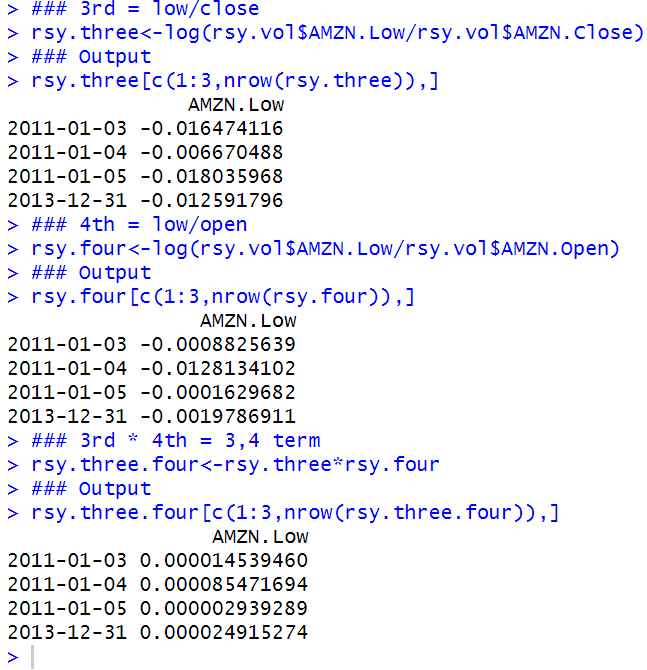 > ### 3rd = low/close
> rsy.three<-log(rsy.vol$AMZN.Low/rsy.vol$AMZN.Close)
> ### Output
> rsy.three[c(1:3,nrow(rsy.three)),]
AMZN.Low
2011-01-03 -0.016474116
2011-01-04 -0.006670488
2011-01-05 -0.018035968
2013-12-31 -0.012591796
> ### 4th = low/open
> rsy.four<-log(rsy.vol$AMZN.Low/rsy.vol$AMZN.Open)
> ### Output
> rsy.four[c(1:3,nrow(rsy.four)),]
AMZN.Low
2011-01-03 -0.0008825639
2011-01-04 -0.0128134102
2011-01-05 -0.0001629682
2013-12-31 -0.0019786911
> ### 3rd * 4th = 3,4 term
> rsy.three.four<-rsy.three*rsy.four
> ### Output
> rsy.three.four[c(1:3,nrow(rsy.three.four)),]
AMZN.Low
2011-01-03 0.000014539460
2011-01-04 0.000085471694
2011-01-05 0.000002939289
2013-12-31 0.000024915274
>